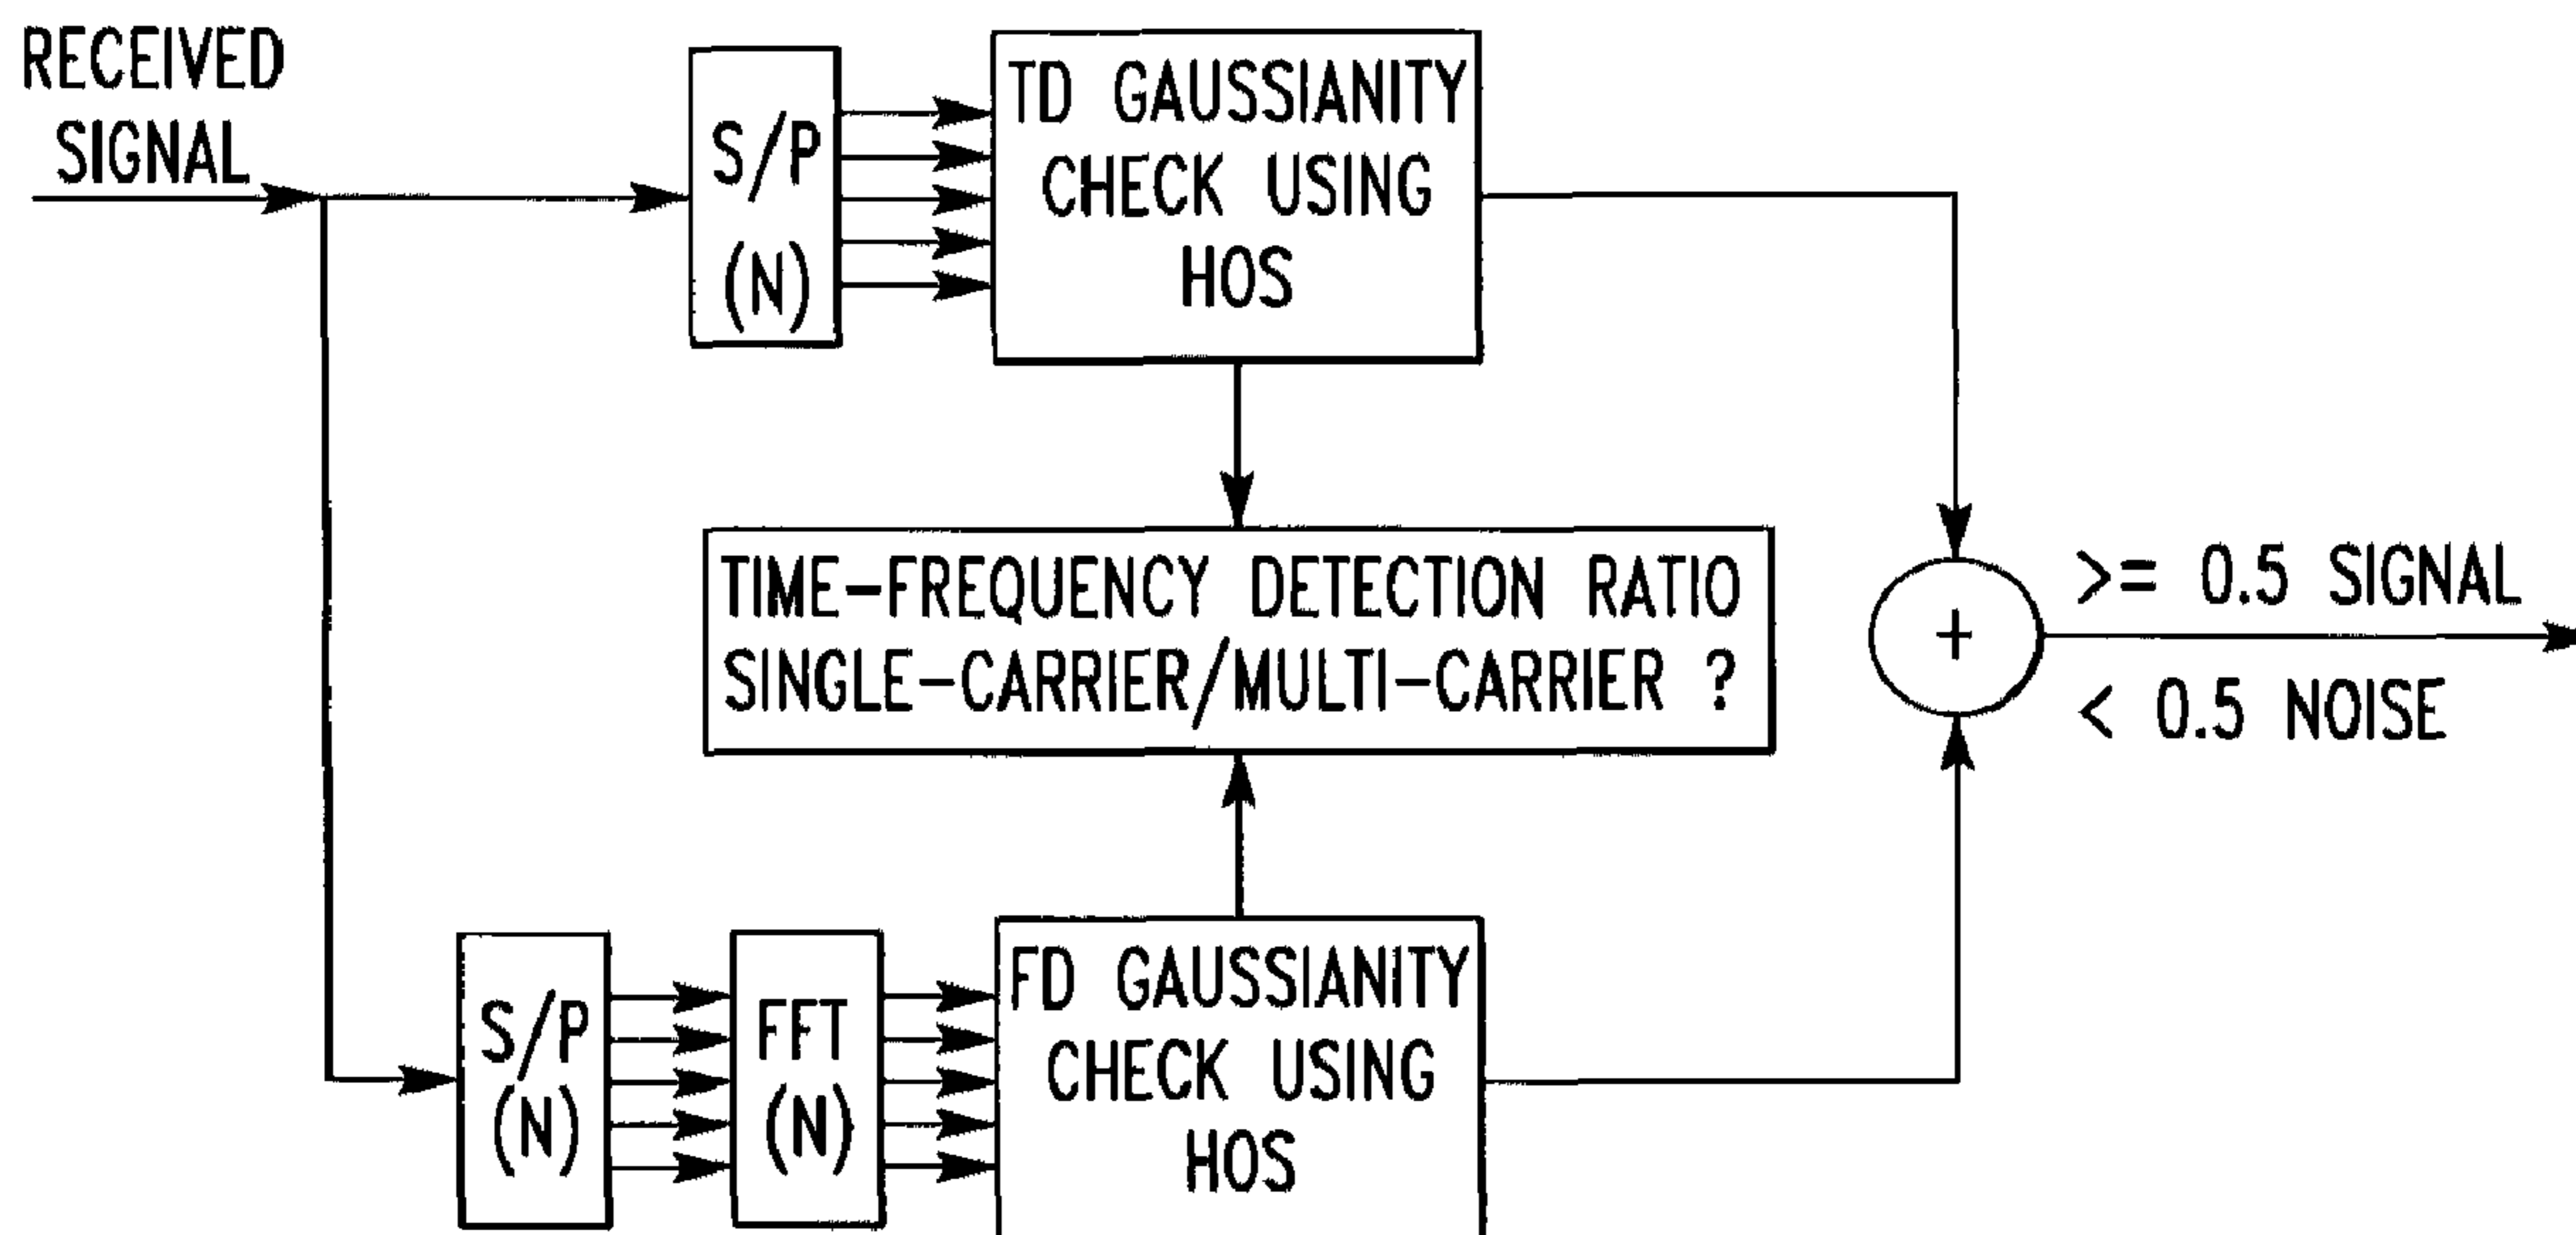 RECEIVED
SIGNAL
S/P
(N)
TD GAUSSIANITY
CHECK USING
HOS
TIME-FREQUENCY DETECTION RATIO
SINGLE-CARRIER/MULTI-CARRIER ?
+
>= 0.5 SIGNAL
< 0.5 NOISE
S/P
(N)
FFT
(N)
FD GAUSSIANITY
CHECK USING
HOS